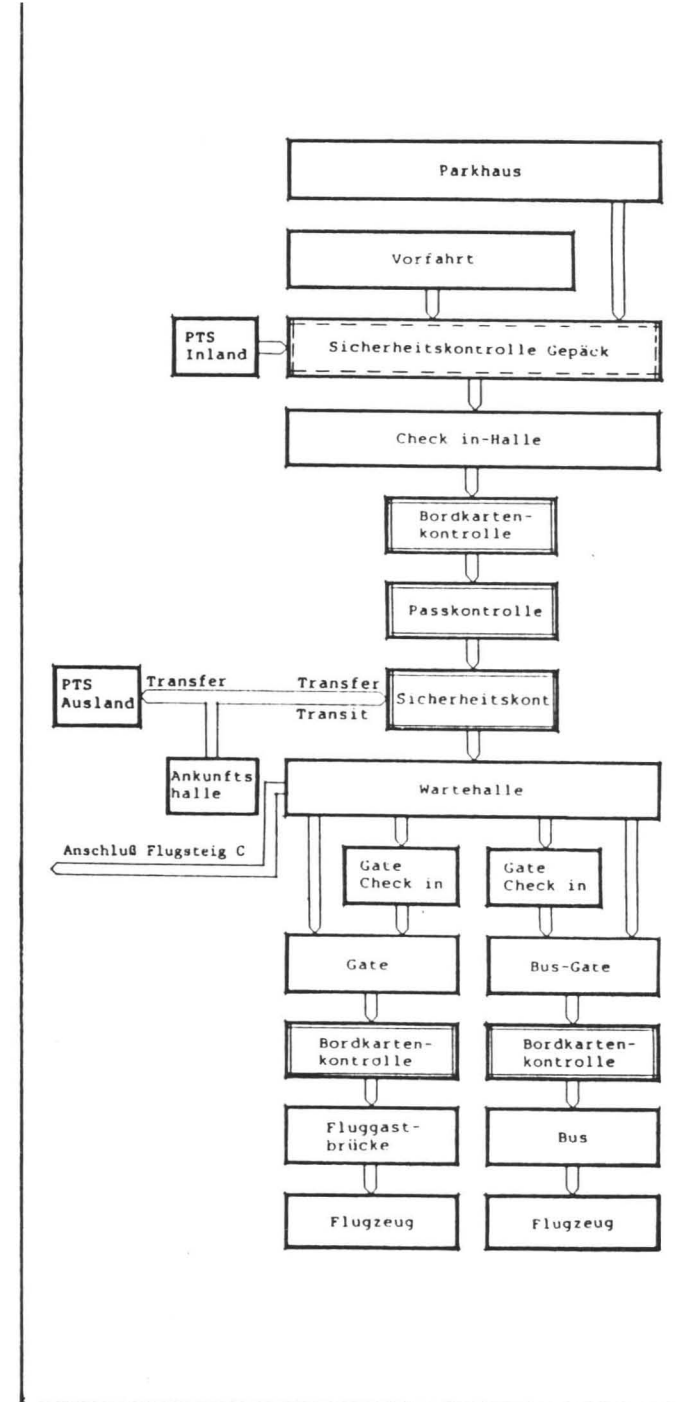 Parkhaus
Vorfahrt
PTS
Inland
Sicherheitskontrolle Gepäck
Check in-Halle
Bordkarten-
kontrolle
Passkontrolle
PTS
Ausland
Transfer
Transfer
Transit
Sicherheitskont
Ankunfts
halle
Wartehalle
Anschluß Flugsteig C
Gate
Check in
Gate
Check in
Gate
Bus-Gate
Bordkarten-
kontrolle
Bordkarten-
kontrolle
Fluggast-
brücke
Bus
Flugzeug
Flugzeug